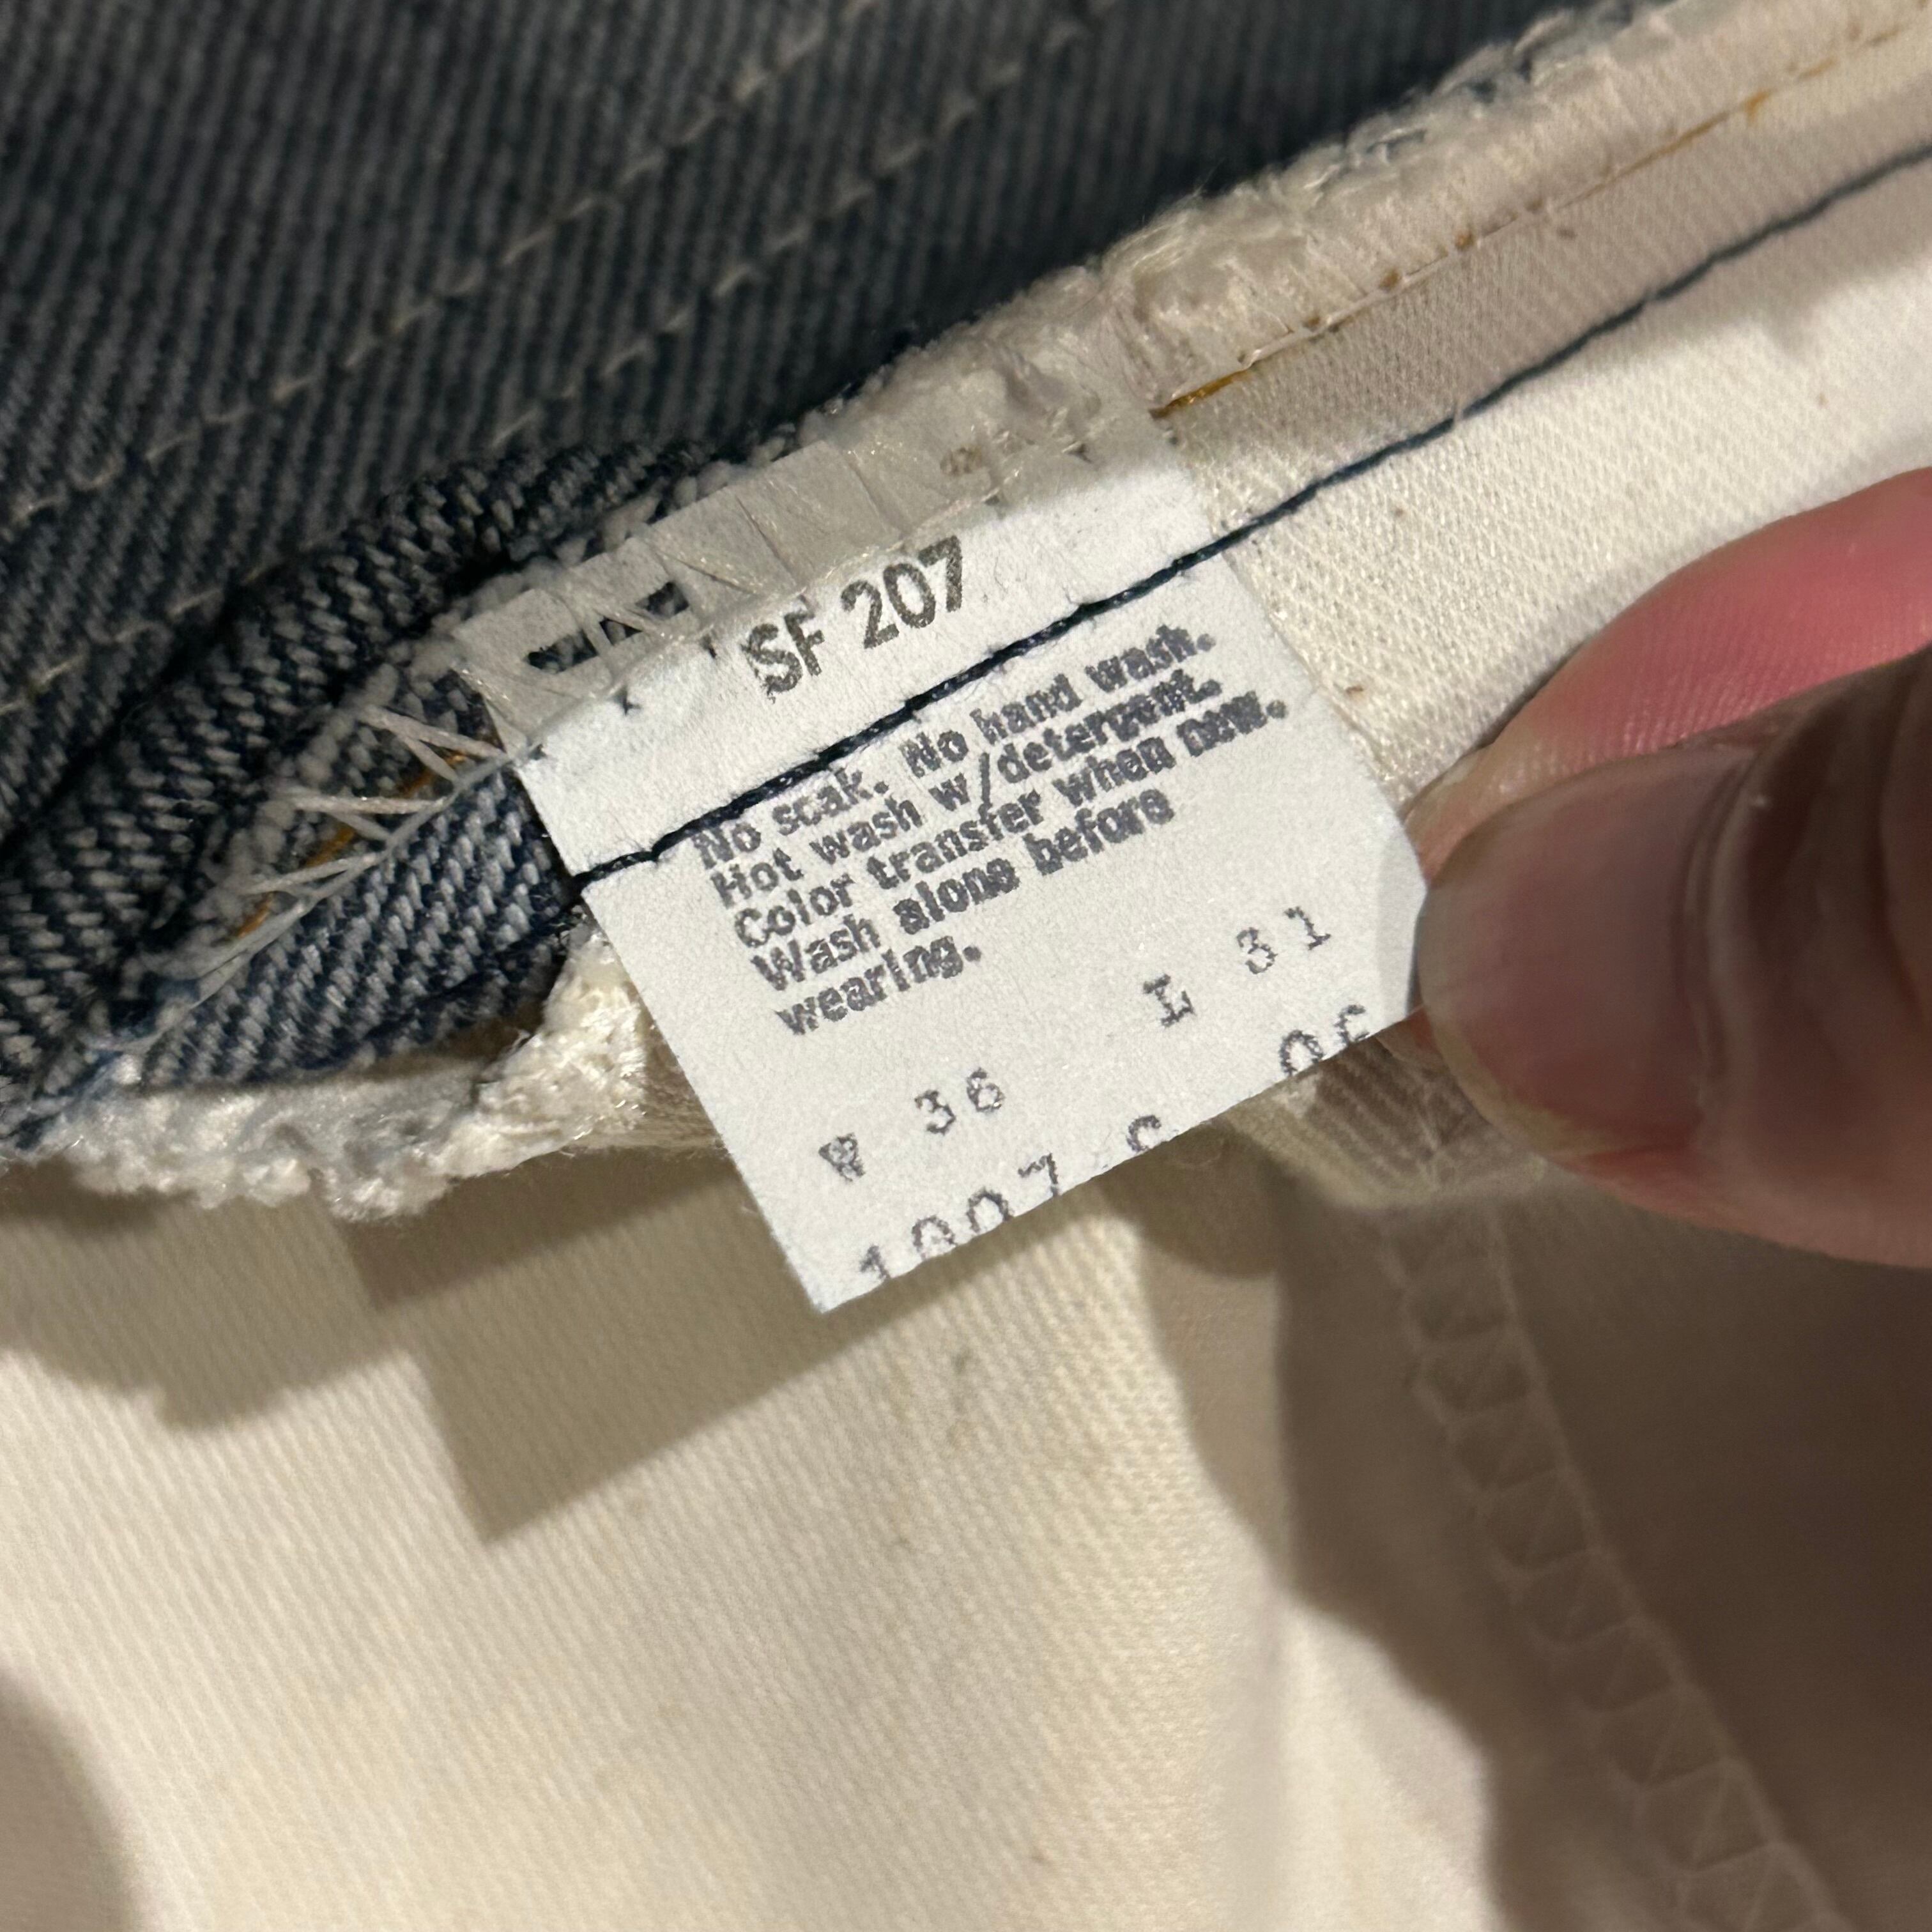 SF 207
No soak. No hand wash.
Hot wash w/detergent.
Color transfer when new.
Wash alone before
wearing.
W 36 L 31
1007